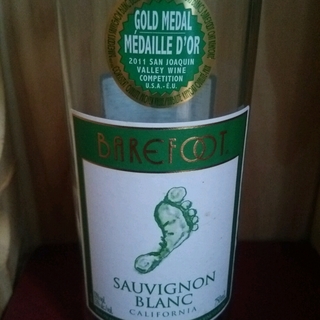 GOLD MEDAL
MÉDAILLE D'OR
2011 SAN JOAQUIN
VALLEY WINE
COMPETITION
U.S.A. - E.U.
BAREFOOT
SAUVIGNON
BLANC
CALIFORNIA